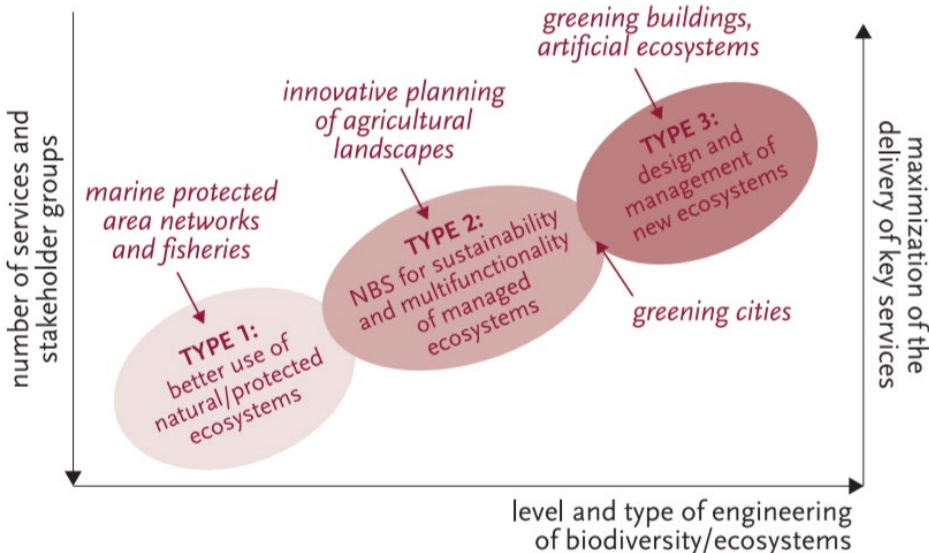 greening buildings,
artificial ecosystems
innovative planning
of agricultural
landscapes
marine protected
area networks
and fisheries
number of services and
stakeholder groups
TYPE 1:
better use of
natural/protected
ecosystems
TYPE 2:
NBS for sustainability
and multifunctionality
of managed
ecosystems
TYPE 3:
design and
management of
new ecosystems
greening cities
maximization of the
delivery of key services
level and type of engineering
of biodiversity/ecosystems